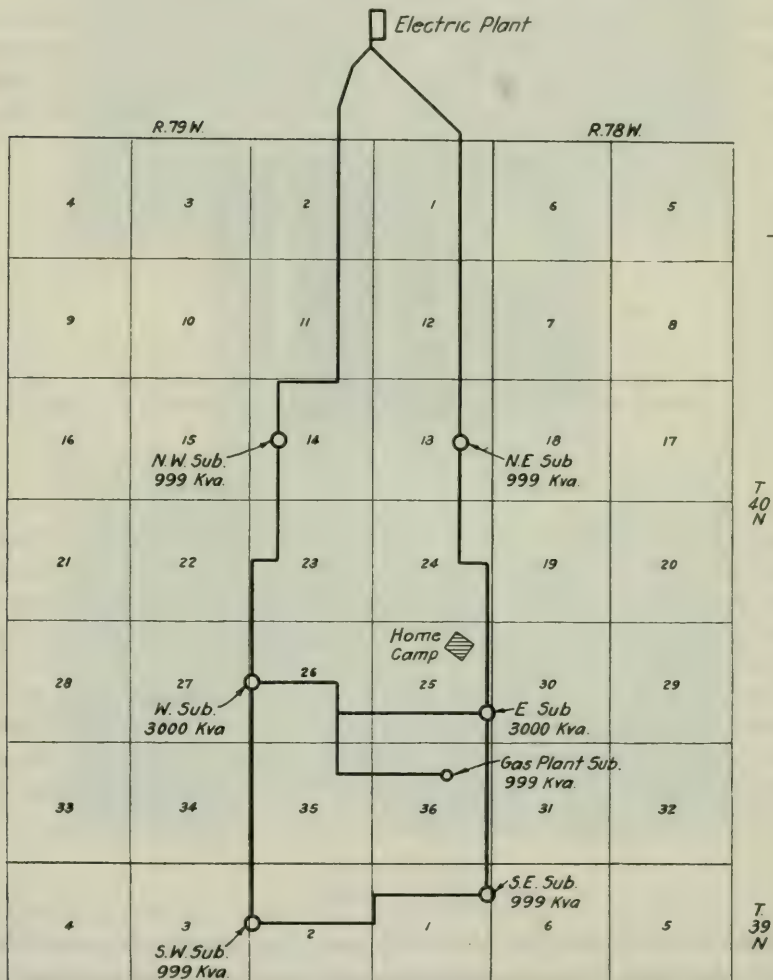 Electric Plant
R.79W.
R.78W.
4 3 2 1 6 5
9 10 11 12 7 8
16 15 14 13 18 17
N.W. Sub.
999 Kva.
N.E Sub
999 Kva.
T
40
N
21 22 23 24 19 20
Home
Camp
28 27 26 25 30 29
W. Sub.
3000 Kva
E Sub
3000 Kva.
Gas Plant Sub.
999 Kva.
33 34 35 36 31 32
S.E. Sub.
999 Kva
T.
39
N
4 3 2 1 6 5
S.W. Sub.
999 Kva.